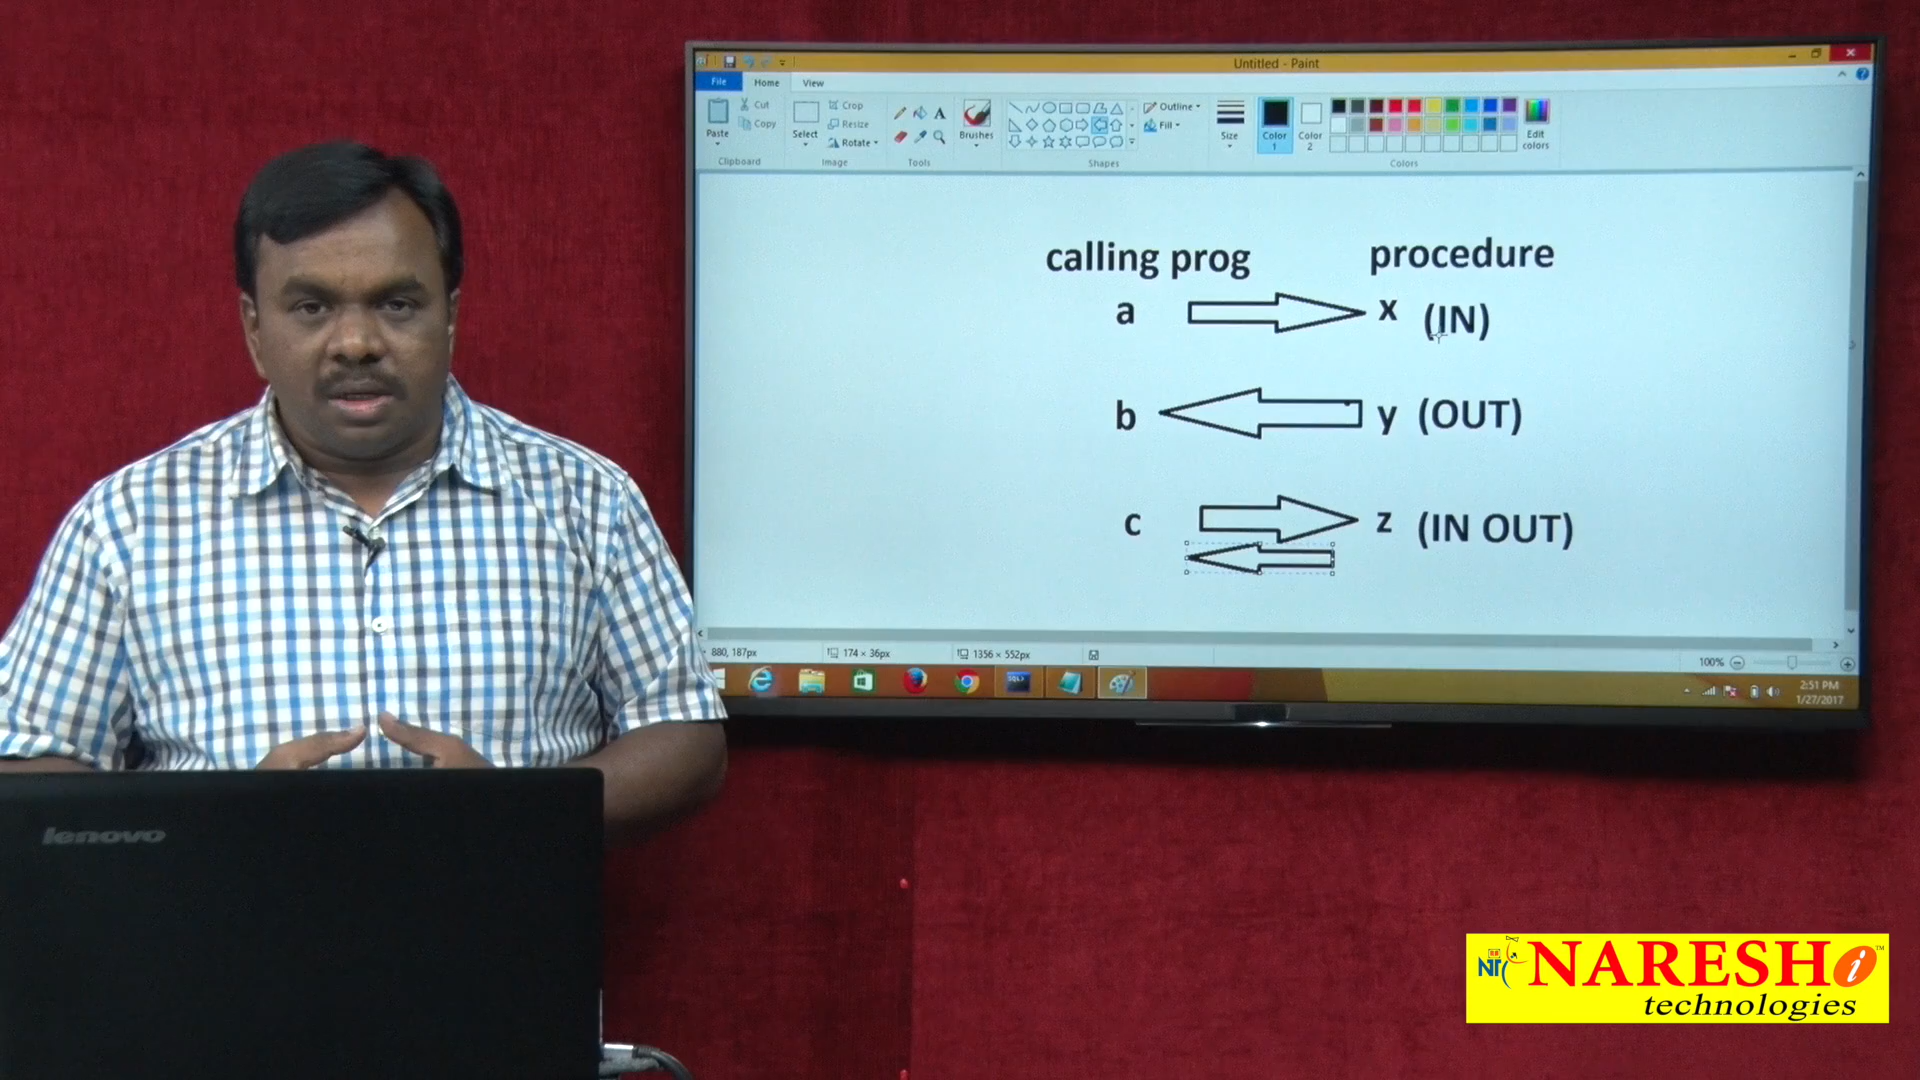 Untitled - Paint
File Home View
Cut
Copy
Paste
Clipboard
Crop
Resize
Rotate
Select
Image
Tools
Brushes
Shapes
Outline
Fill
Size
Color 1
Color 2
Edit colors
Colors
calling prog procedure
a x (IN)
b y (OUT)
c z (IN OUT)
880, 187px 174 × 36px 1356 × 552px 100%
2:51 PM
1/27/2017
lenovo
NARESH i ™
technologies